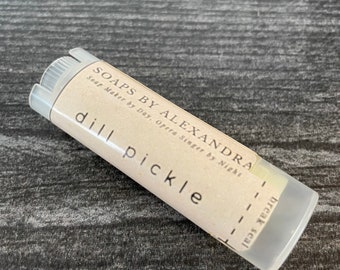 SOAPS BY ALEXANDRA
Soap Maker by Day, Opera Singer by Night
dill pickle
break seal